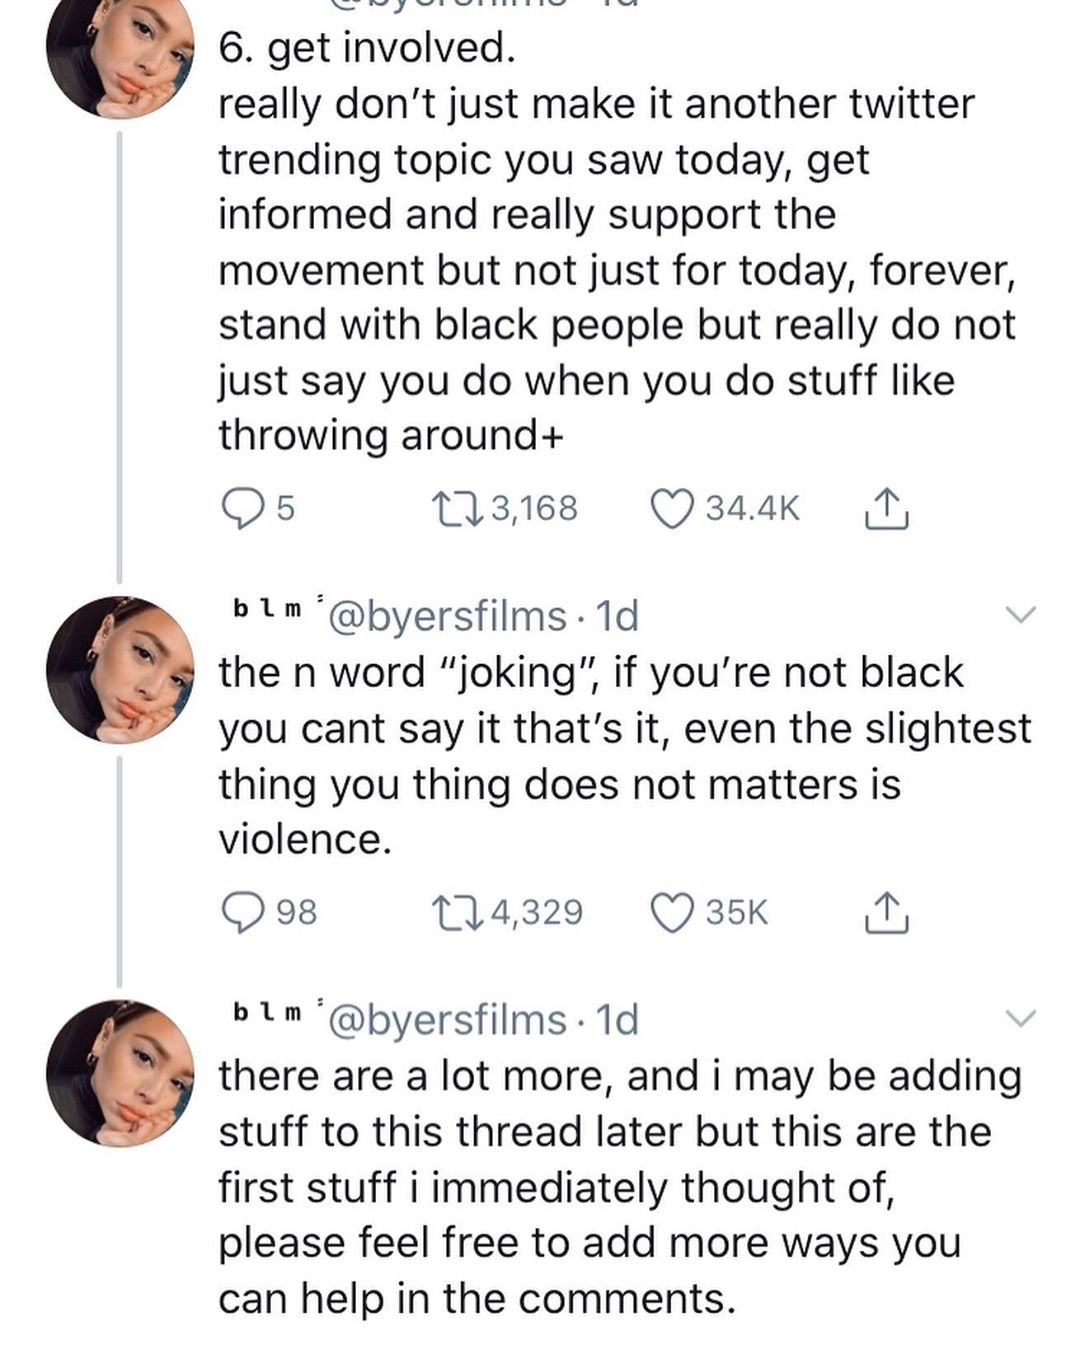 @byersfilms · 1d
6. get involved.
really don’t just make it another twitter
trending topic you saw today, get
informed and really support the
movement but not just for today, forever,
stand with black people but really do not
just say you do when you do stuff like
throwing around+
5 3,168 34.4K
b l m @byersfilms · 1d
the n word “joking”, if you’re not black
you cant say it that’s it, even the slightest
thing you thing does not matters is
violence.
98 4,329 35K
b l m @byersfilms · 1d
there are a lot more, and i may be adding
stuff to this thread later but this are the
first stuff i immediately thought of,
please feel free to add more ways you
can help in the comments.